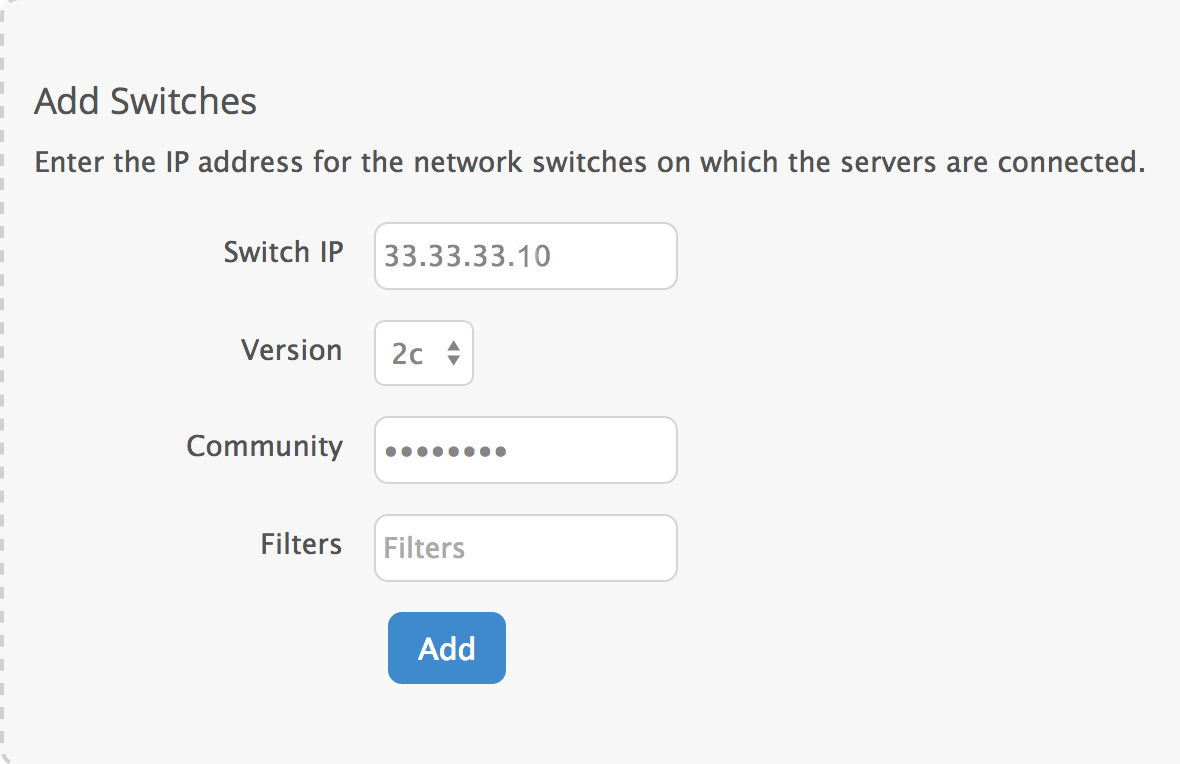 Add Switches
Enter the IP address for the network switches on which the servers are connected.
Switch IP 33.33.33.10
Version 2c
Community ••••••••
Filters Filters
Add